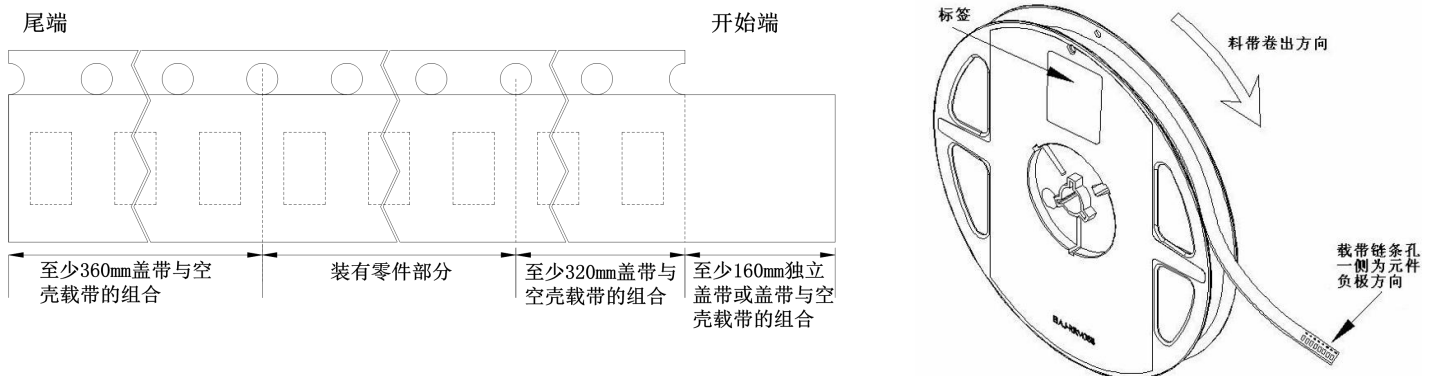 尾端
开始端
至少360mm盖带与空
壳载带的组合
装有零件部分
至少320mm盖带与
空壳载带的组合
至少160mm独立
盖带或盖带与空
壳载带的组合
标签
料带卷出方向
载带链条孔
一侧为元件
负极方向